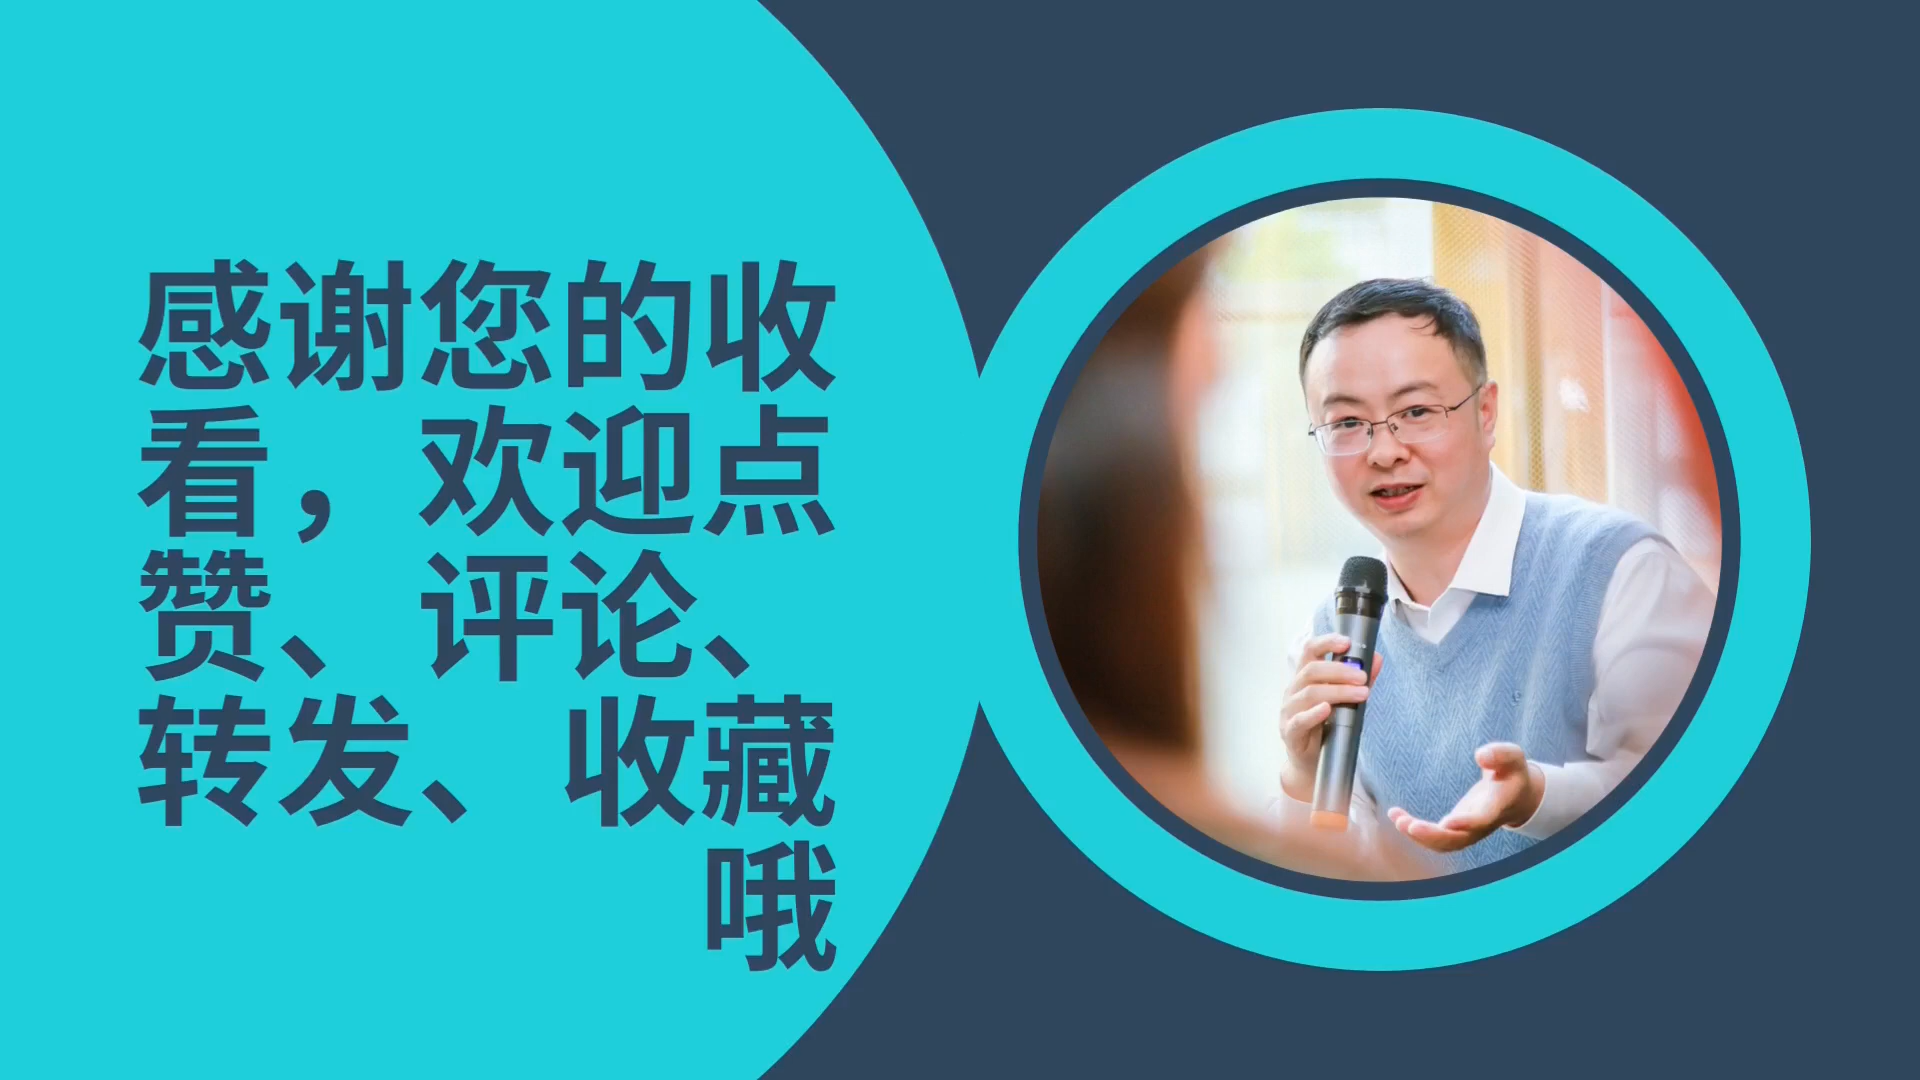 感谢您的收
看，欢迎点
赞、评论、
转发、收藏
哦